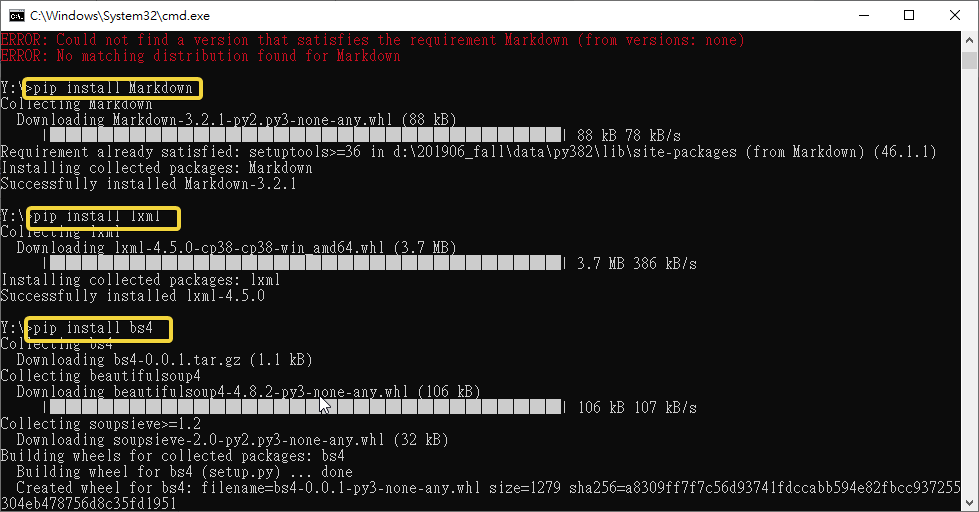 C:\Windows\System32\cmd.exe
ERROR: Could not find a version that satisfies the requirement Markdown (from versions: none)
ERROR: No matching distribution found for Markdown
Y:\>pip install Markdown
Collecting Markdown
Downloading Markdown-3.2.1-py2.py3-none-any.whl (88 kB)
| 88 kB 78 kB/s
Requirement already satisfied: setuptools>=36 in d:\201906_fall\data\py382\lib\site-packages (from Markdown) (46.1.1)
Installing collected packages: Markdown
Successfully installed Markdown-3.2.1
Y:\>pip install lxml
Collecting lxml
Downloading lxml-4.5.0-cp38-cp38-win_amd64.whl (3.7 MB)
| 3.7 MB 386 kB/s
Installing collected packages: lxml
Successfully installed lxml-4.5.0
Y:\>pip install bs4
Collecting bs4
Downloading bs4-0.0.1.tar.gz (1.1 kB)
Collecting beautifulsoup4
Downloading beautifulsoup4-4.8.2-py3-none-any.whl (106 kB)
| 106 kB 107 kB/s
Collecting soupsieve>=1.2
Downloading soupsieve-2.0-py2.py3-none-any.whl (32 kB)
Building wheels for collected packages: bs4
Building wheel for bs4 (setup.py) ... done
Created wheel for bs4: filename=bs4-0.0.1-py3-none-any.whl size=1279 sha256=a8309ff7f7c56d93741fdccabb594e82fbcc937255
304eb478756d8c35fd1951